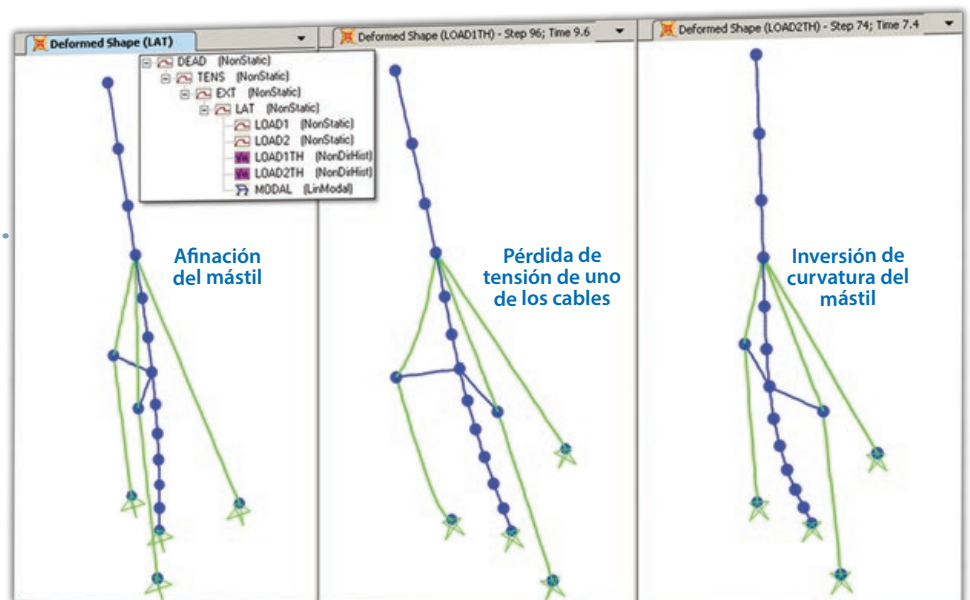 Deformed Shape (LAT)
Deformed Shape (LOAD1TH) - Step 96; Time 9.6
Deformed Shape (LOAD2TH) - Step 74; Time 7.4
DEAD (NonStatic)
TENS (NonStatic)
EXT (NonStatic)
LAT (NonStatic)
LOAD1 (NonStatic)
LOAD2 (NonStatic)
LOAD1TH (NonDirHist)
LOAD2TH (NonDirHist)
MODAL (LinModal)
Afinación
del mástil
Pérdida de
tensión de uno
de los cables
Inversión de
curvatura del
mástil